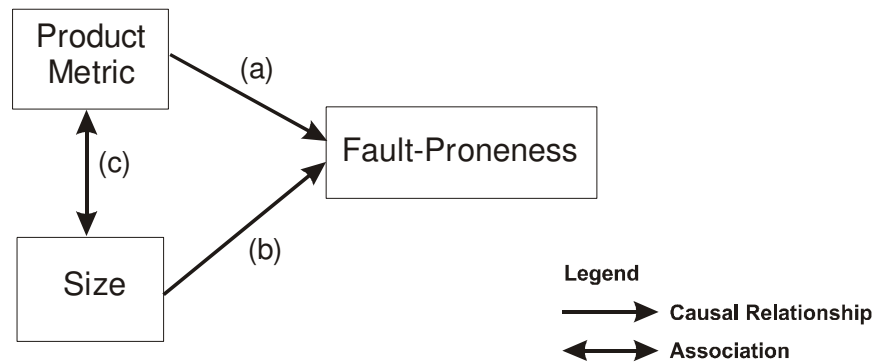 Product
Metric
(a)
Fault-Proneness
(c)
(b)
Size
Legend
Causal Relationship
Association